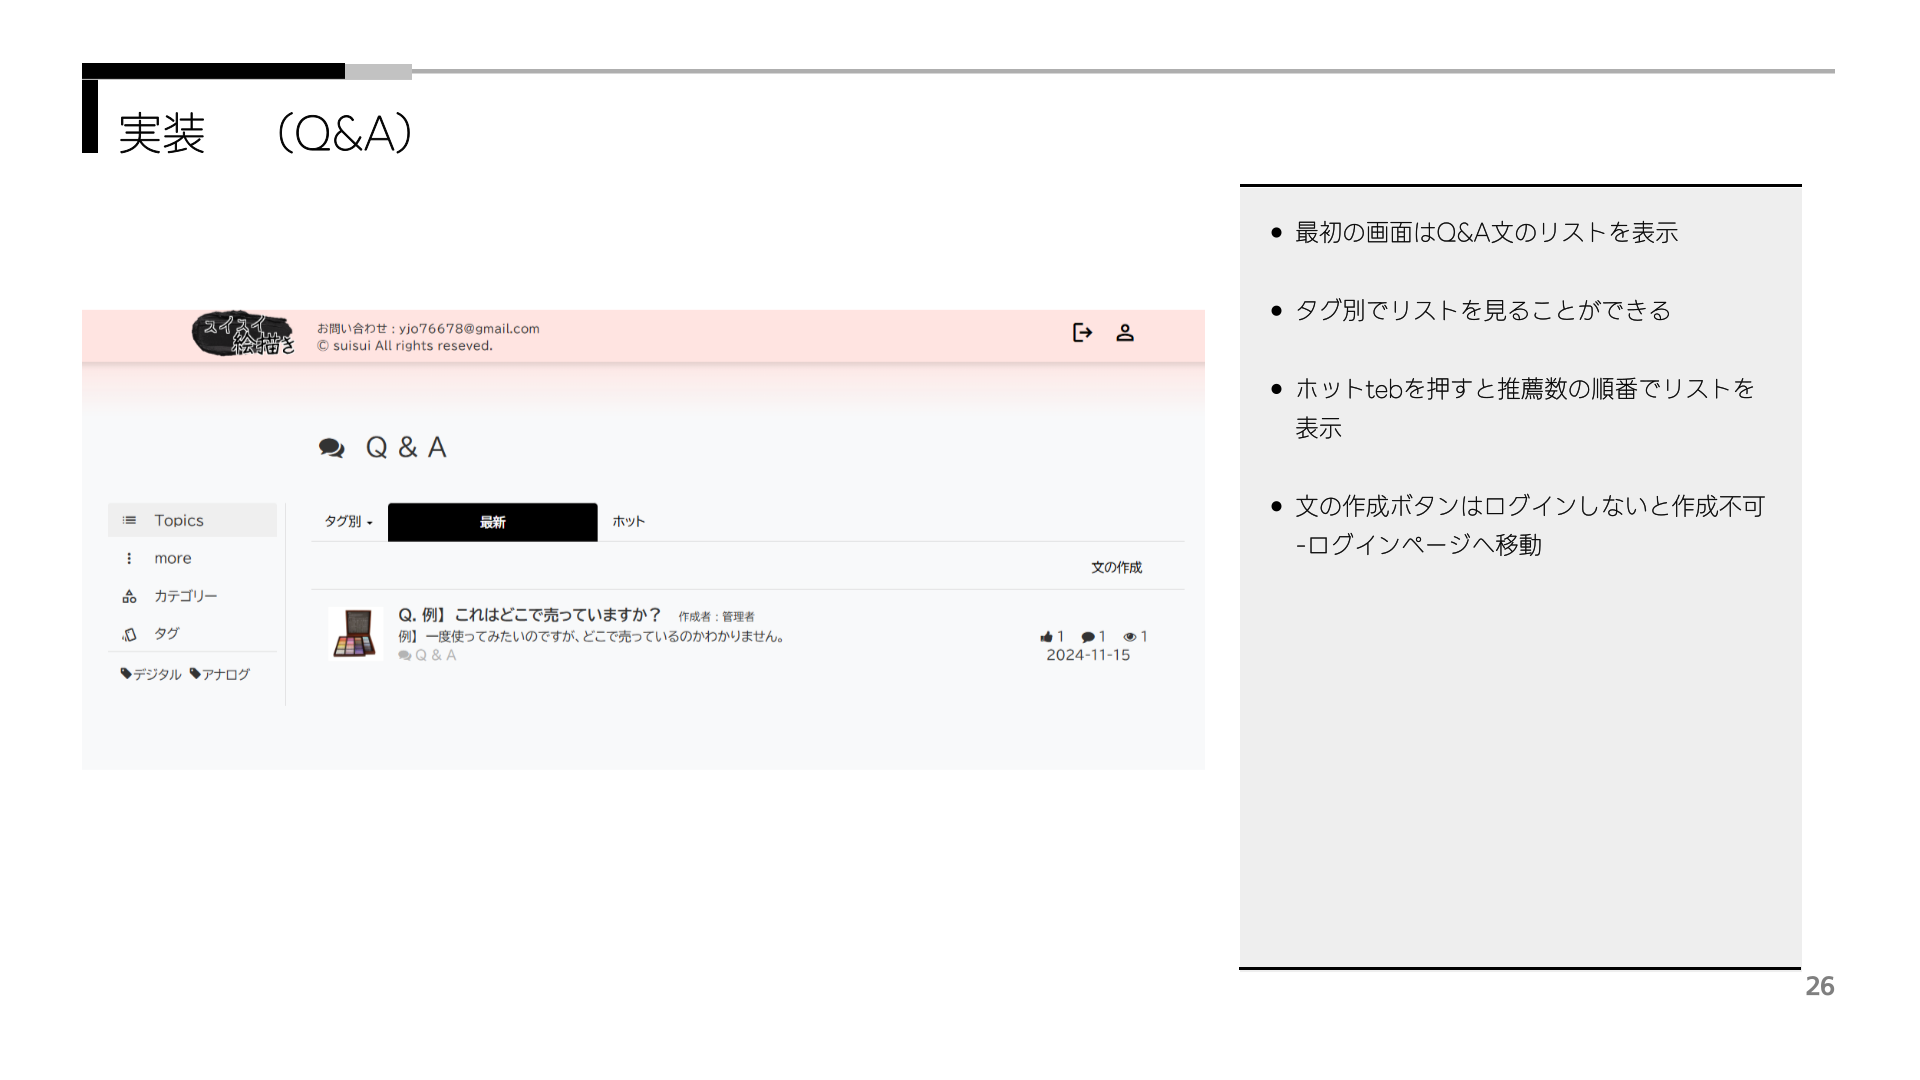 実装　（Q&A）
スイスイ
絵描き
お問い合わせ : yjo76678@gmail.com
© suisui All rights reseved.
Q & A
Topics
more
カテゴリー
タグ
デジタル アナログ
タグ別 最新 ホット
文の作成
Q. 例】これはどこで売っていますか？ 作成者 : 管理者
例】一度使ってみたいのですが、どこで売っているのかわかりません。
Q & A
1 1 1
2024-11-15
• 最初の画面はQ&A文のリストを表示
• タグ別でリストを見ることができる
• ホットtebを押すと推薦数の順番でリストを
表示
• 文の作成ボタンはログインしないと作成不可
-ログインページへ移動
26